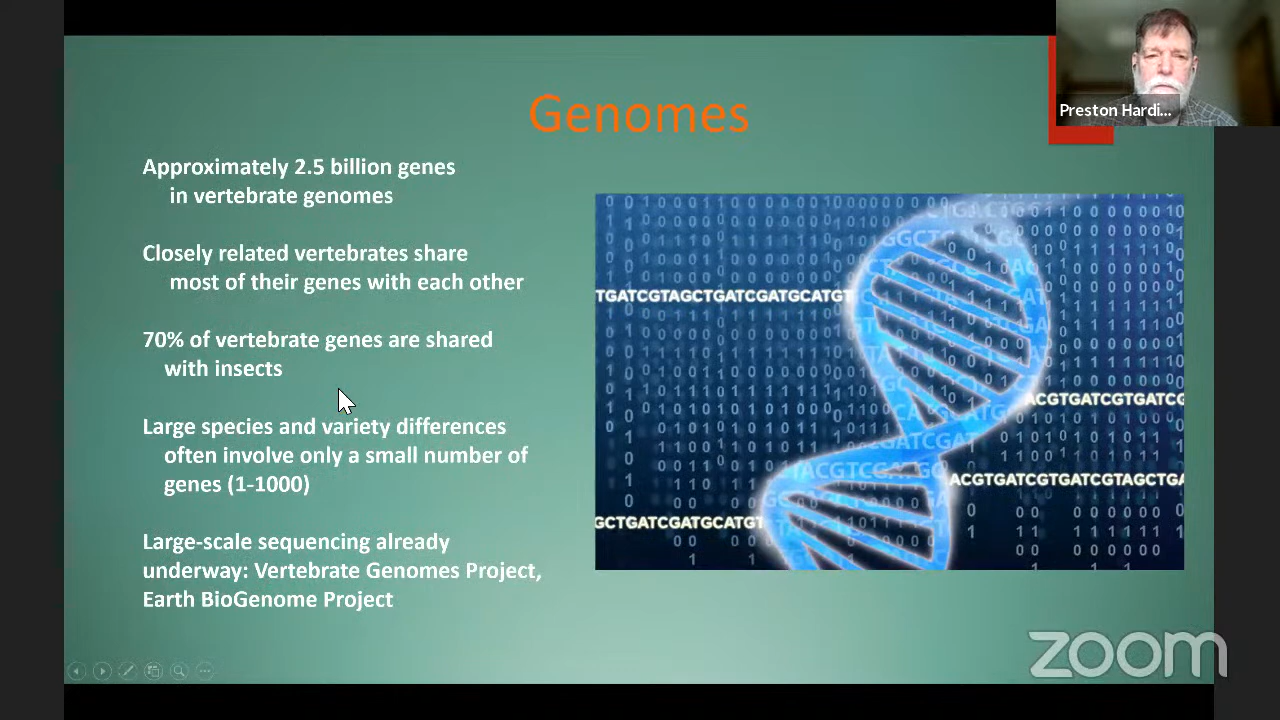 Preston Hardi...
Genomes
Approximately 2.5 billion genes
in vertebrate genomes
Closely related vertebrates share
most of their genes with each other
70% of vertebrate genes are shared
with insects
Large species and variety differences
often involve only a small number of
genes (1-1000)
Large-scale sequencing already
underway: Vertebrate Genomes Project,
Earth BioGenome Project
TGATCGTAGCTGATCGATGCATGT
ACGTGATCGTGATCG
ACGTGATCGTGATCGTAGCTGA
GCTGATCGATGCATGT
zoom